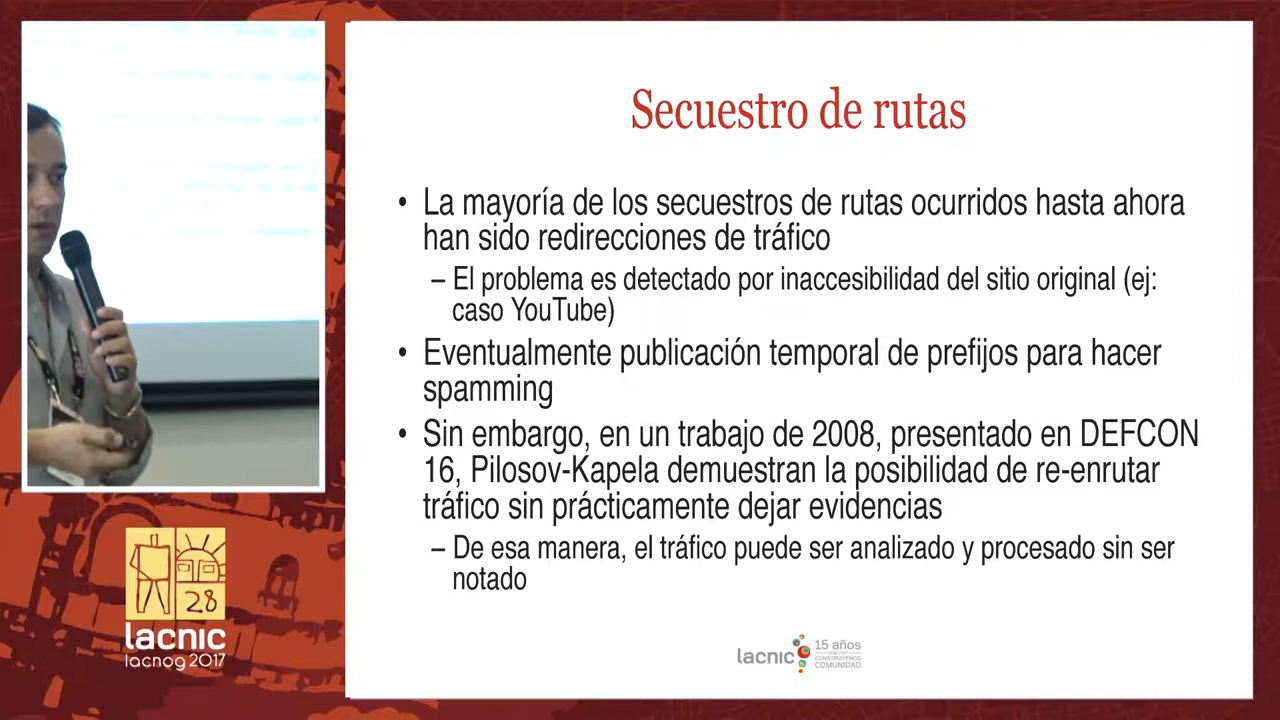 Secuestro de rutas
• La mayoría de los secuestros de rutas ocurridos hasta ahora
han sido redirecciones de tráfico
– El problema es detectado por inaccesibilidad del sitio original (ej:
caso YouTube)
• Eventualmente publicación temporal de prefijos para hacer
spamming
• Sin embargo, en un trabajo de 2008, presentado en DEFCON
16, Pilosov-Kapela demuestran la posibilidad de re-enrutar
tráfico sin prácticamente dejar evidencias
– De esa manera, el tráfico puede ser analizado y procesado sin ser
notado
28
lacnic
lacnog 2017
lacnic
15 años
CONSTRUYENDO
COMUNIDAD